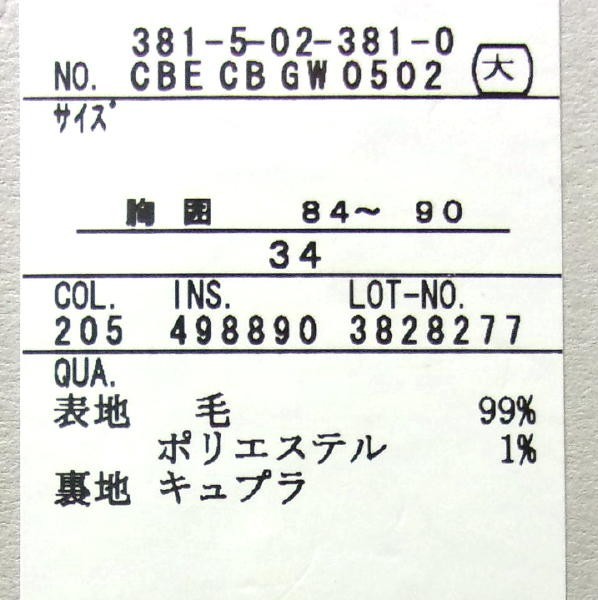 381-5-02-381-0
NO. CBE CB GW 0502 大
サイズ
胸囲 84～ 90
34
COL. INS. LOT-NO.
205 498890 3828277
QUA.
表地 毛 99%
ポリエステル 1%
裏地 キュプラ